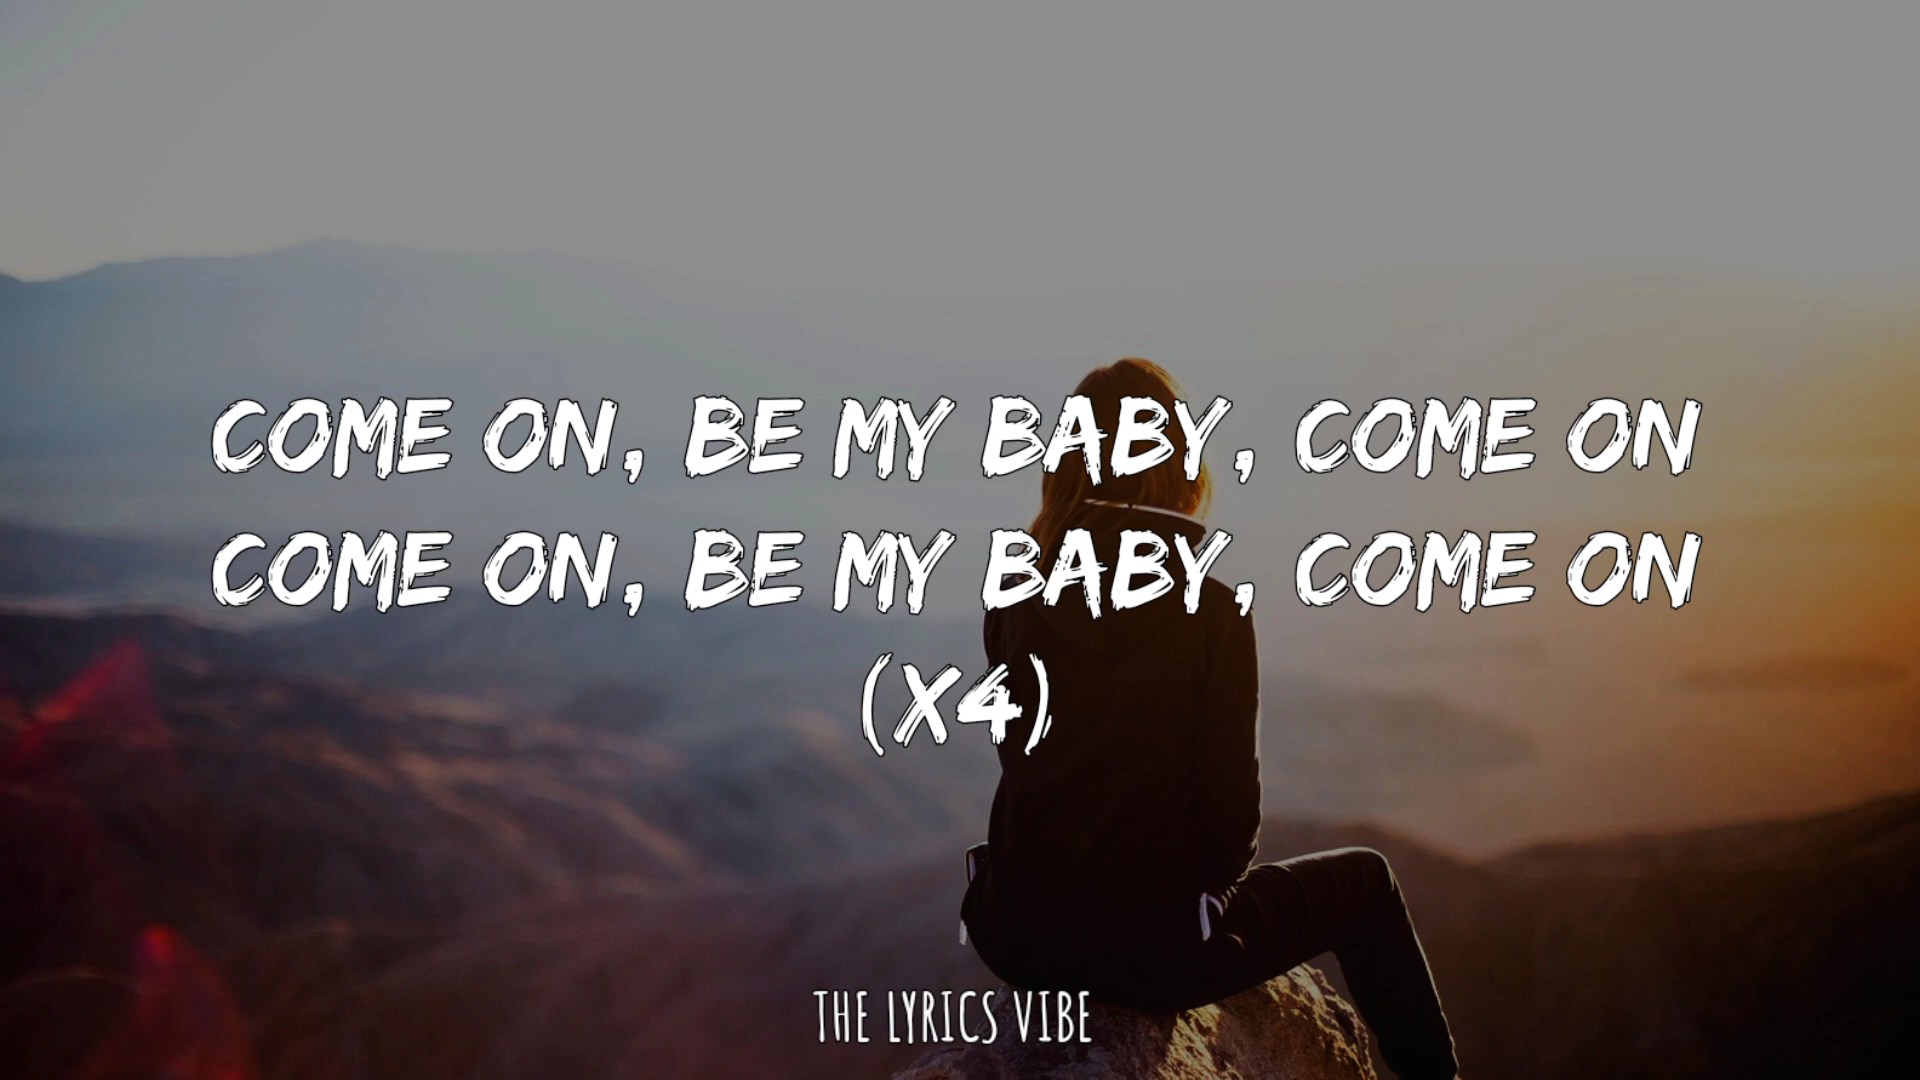 COME ON, BE MY BABY, COME ON
COME ON, BE MY BABY, COME ON
(X4)
THE LYRICS VIBE